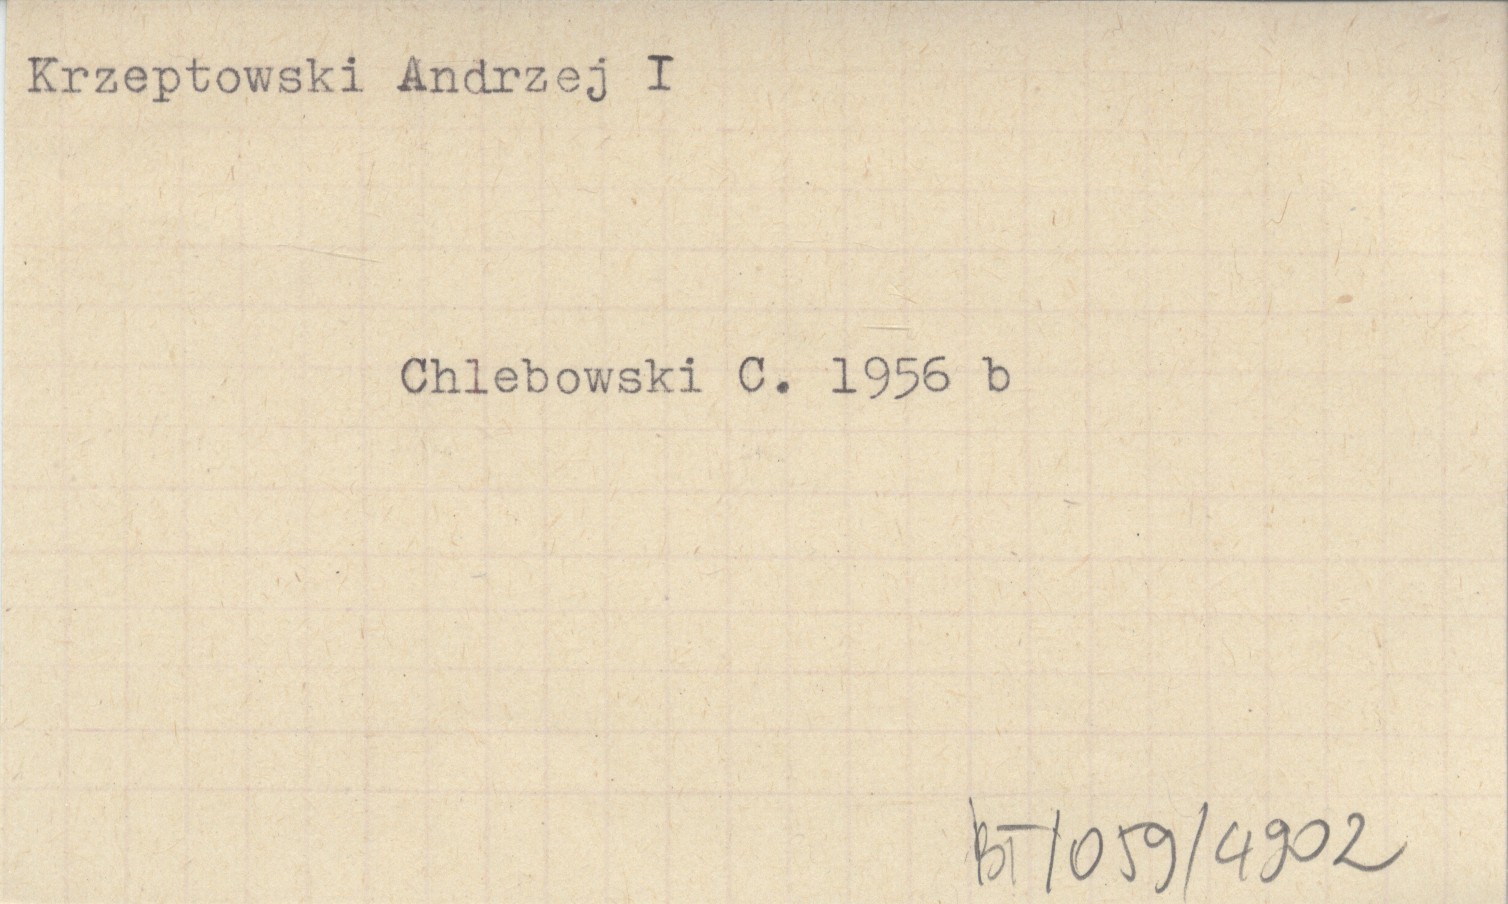 Krzeptowski Andrzej I
Chlebowski C. 1956 b
BT/059/4902